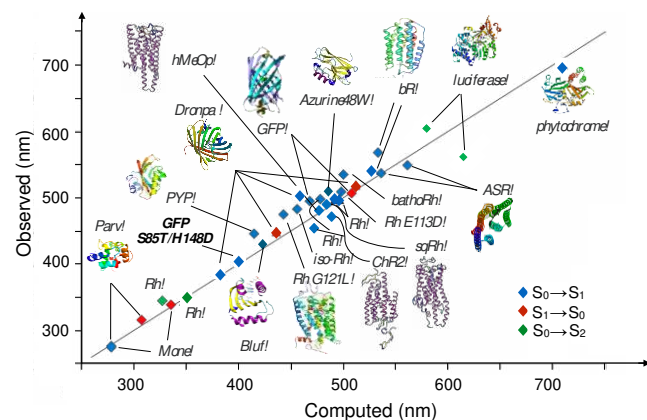 700
600
500
400
300
Observed (nm)
300
400
500
600
700
Computed (nm)
hMeOp!
Dronpa !
GFP!
Azurine48W!
bR!
luciferase!
phytochrome!
PYP!
GFP
S85T/H148D
Parv!
Rh!
Rh!
Mone!
Bluf!
bathoRh!
Rh E113D!
ASR!
Rh!
Rh!
iso-Rh!
sqRh!
ChR2!
Rh G121L!
S0→S1
S1→S0
S0→S2